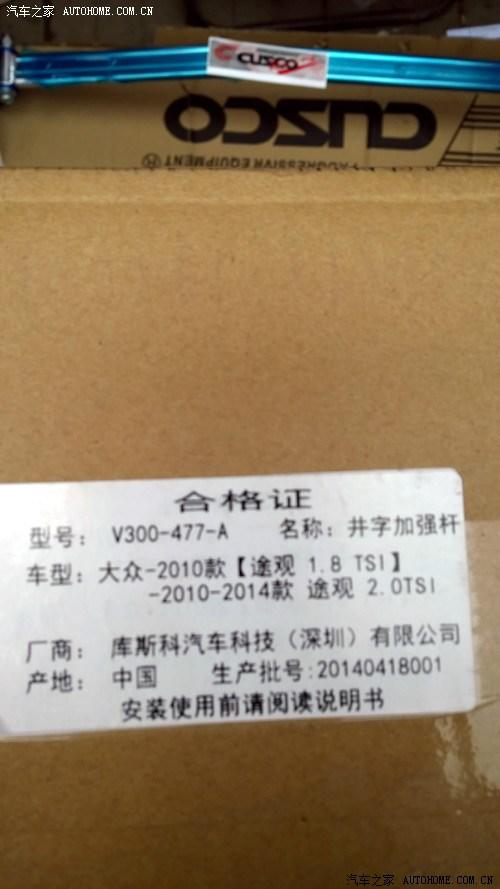 汽车之家 AUTOHOME.COM.CN
CUSCO
CUSCO
PROGRESSIVE EQUIPMENT ®
合格证
型号： V300-477-A 名称：井字加强杆
车型：大众-2010款【途观 1.8 TSI】
-2010-2014款 途观 2.0TSI
厂商： 库斯科汽车科技（深圳）有限公司
产地： 中国 生产批号:20140418001
安装使用前请阅读说明书
汽车之家 AUTOHOME.COM.CN